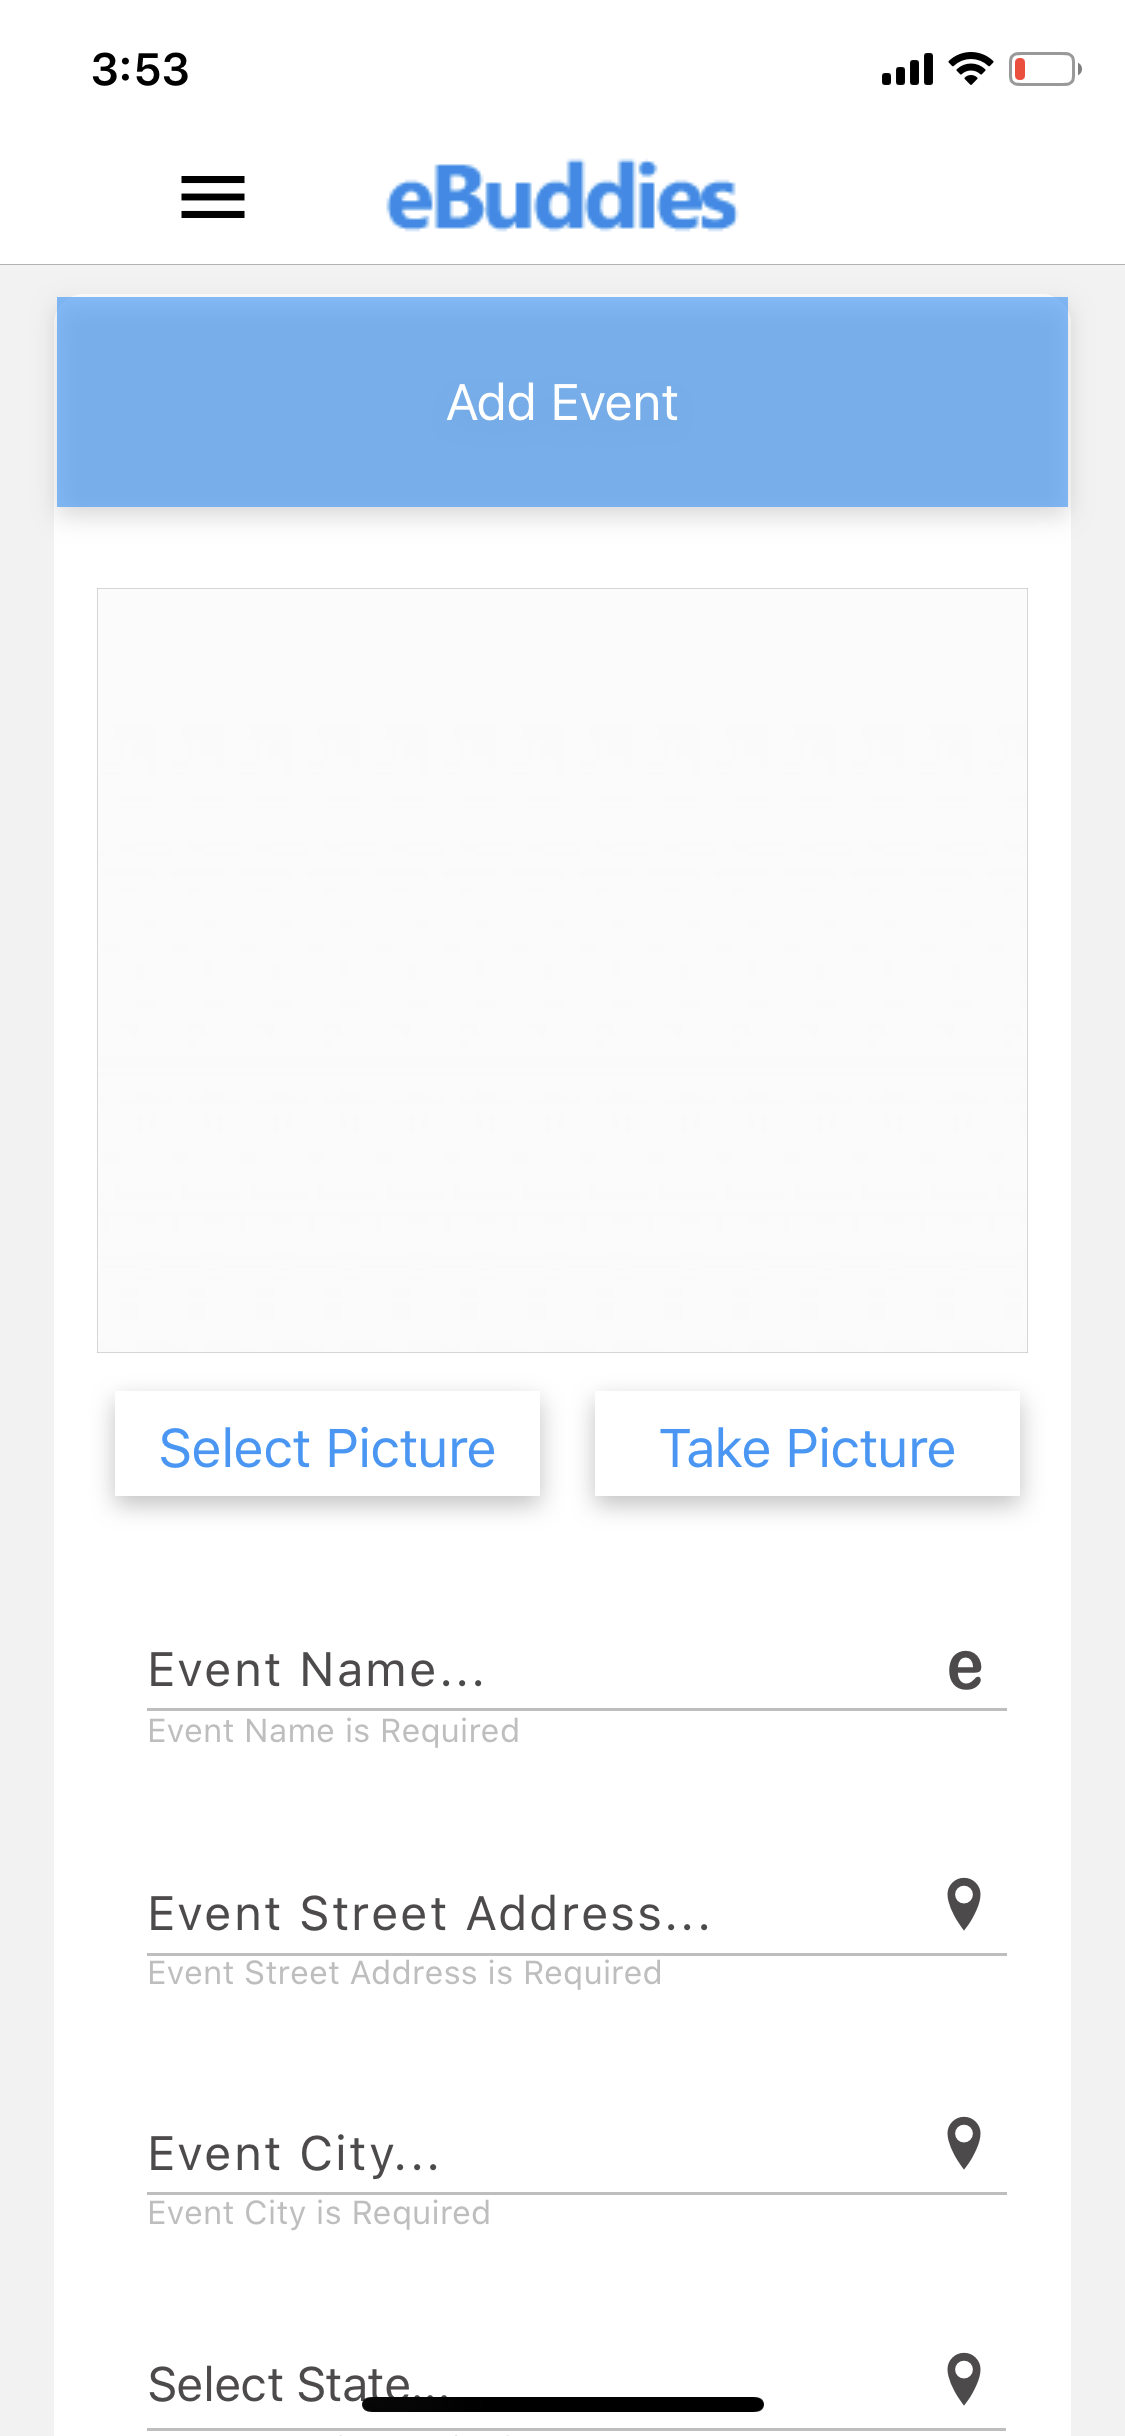 3:53
eBuddies
Add Event
Select Picture
Take Picture
Event Name...
e
Event Name is Required
Event Street Address...
Event Street Address is Required
Event City...
Event City is Required
Select State...